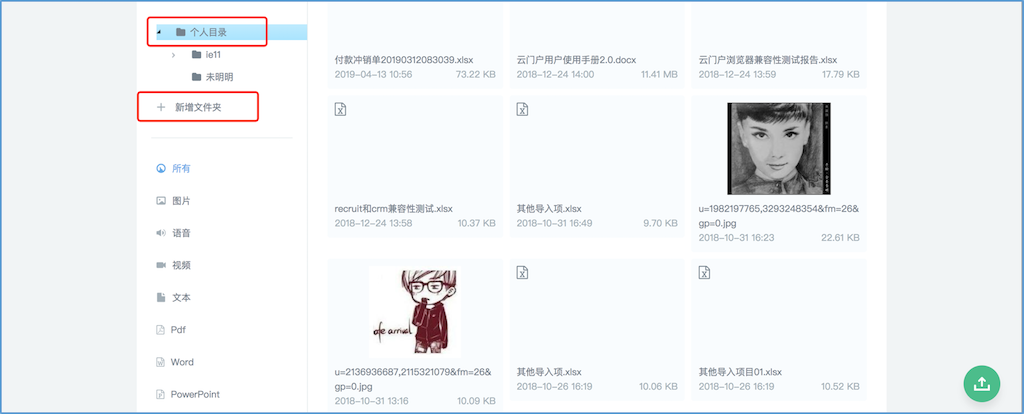 个人目录
ie11
未明明
新增文件夹
所有
图片
语音
视频
文本
Pdf
Word
PowerPoint
付款冲销单20190312083039.xlsx
2019-04-13 10:56 73.22 KB
云门户用户使用手册2.0.docx
2018-12-24 14:00 11.41 MB
云门户浏览器兼容性测试报告.xlsx
2018-12-24 13:59 17.79 KB
recruit和crm兼容性测试.xlsx
2018-12-24 13:58 10.37 KB
其他导入项.xlsx
2018-10-31 16:49 9.70 KB
u=1982197765,3293248354&fm=26&
gp=0.jpg
2018-10-31 16:23 22.61 KB
ofe arrival
u=2136936687,2115321079&fm=26&
gp=0.jpg
2018-10-31 13:16 10.09 KB
其他导入项.xlsx
2018-10-26 16:19 10.06 KB
其他导入项目01.xlsx
2018-10-26 16:19 10.52 KB